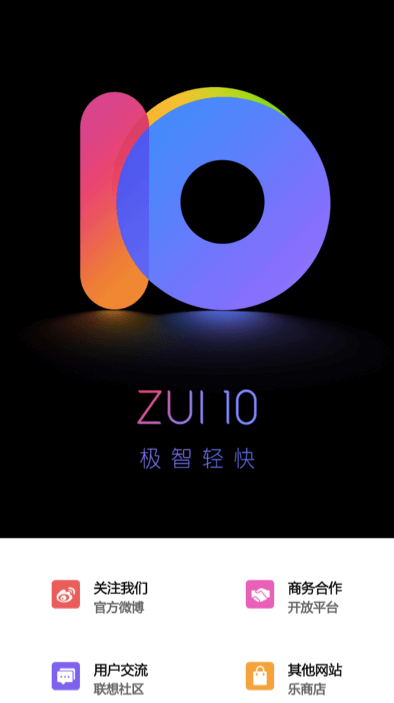 ZUI 10
极智轻快
关注我们
官方微博
商务合作
开放平台
用户交流
联想社区
其他网站
乐商店